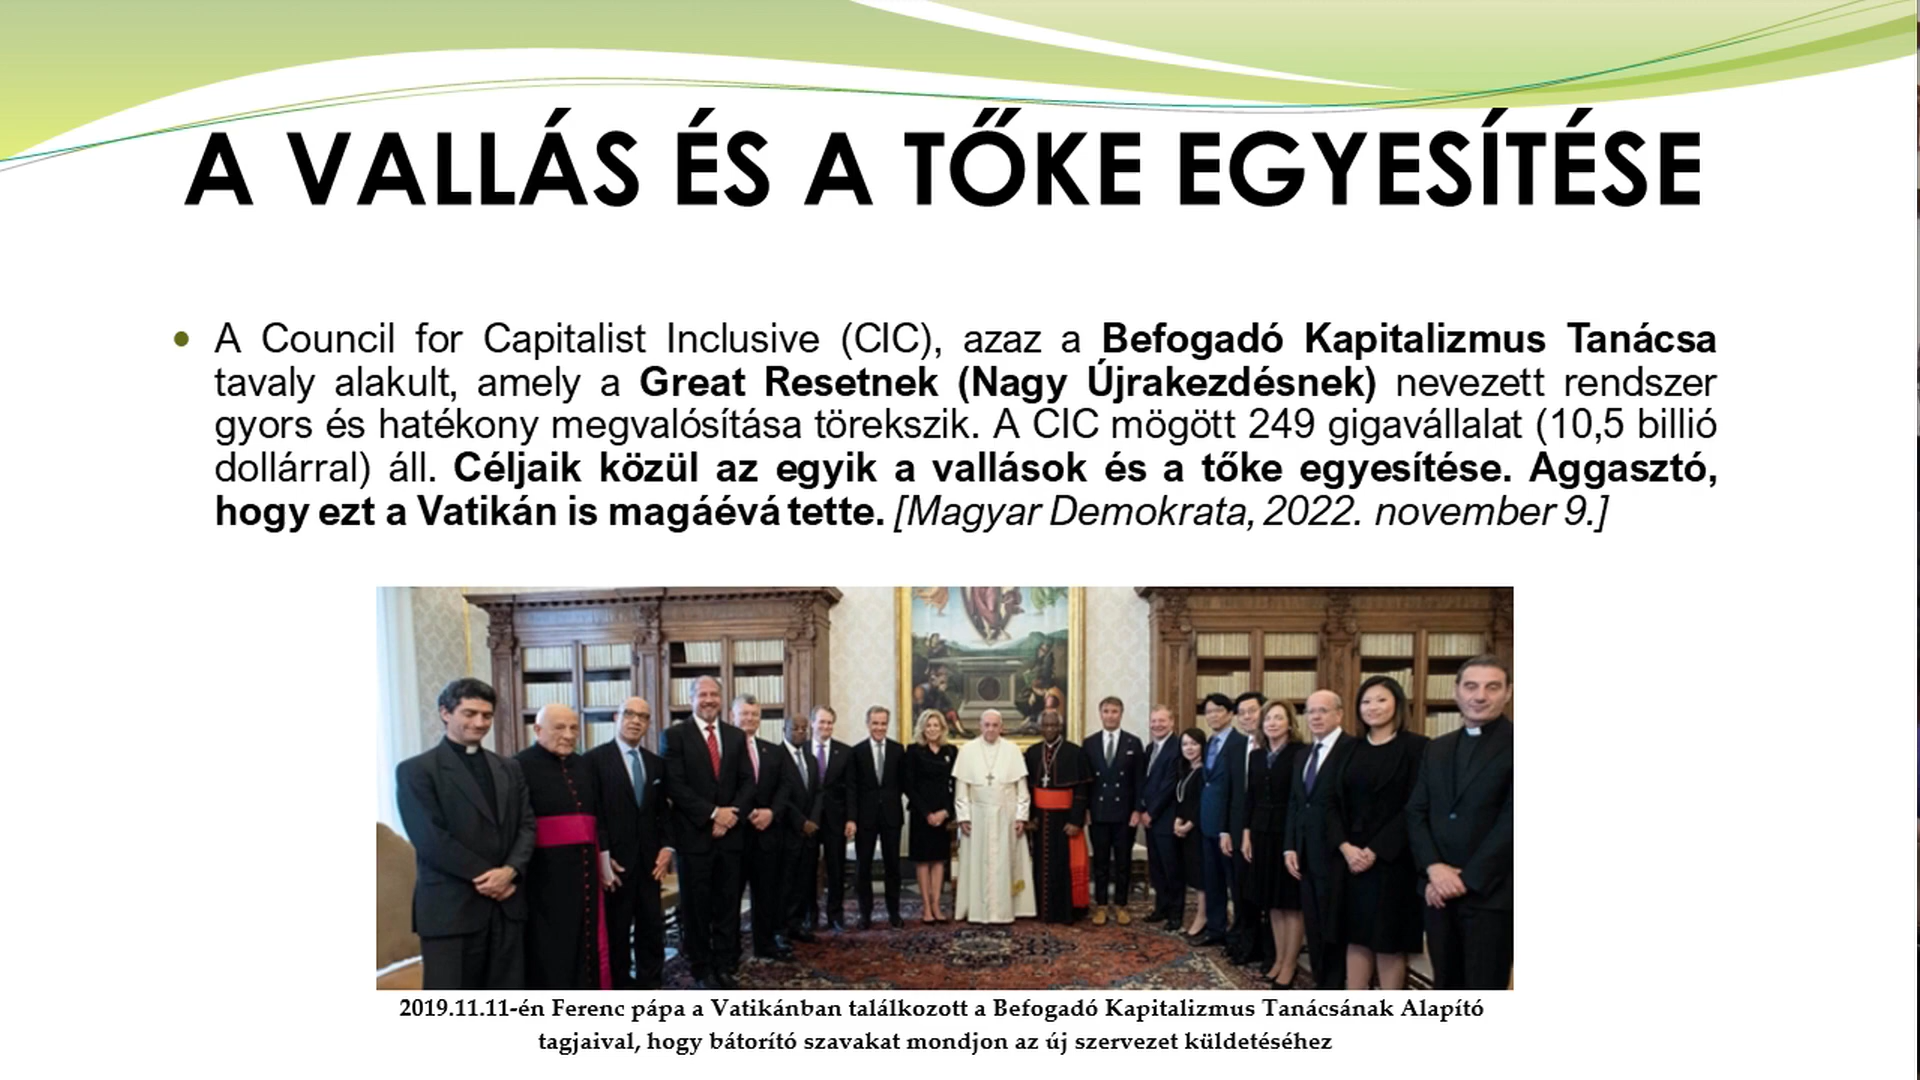 A VALLÁS ÉS A TŐKE EGYESÍTÉSE
• A Council for Capitalist Inclusive (CIC), azaz a Befogadó Kapitalizmus Tanácsa
tavaly alakult, amely a Great Resetnek (Nagy Újrakezdésnek) nevezett rendszer
gyors és hatékony megvalósítása törekszik. A CIC mögött 249 gigavállalat (10,5 billió
dollárral) áll. Céljaik közül az egyik a vallások és a tőke egyesítése. Aggasztó,
hogy ezt a Vatikán is magáévá tette. [Magyar Demokrata, 2022. november 9.]
2019.11.11-én Ferenc pápa a Vatikánban találkozott a Befogadó Kapitalizmus Tanácsának Alapító
tagjaival, hogy bátorító szavakat mondjon az új szervezet küldetéséhez